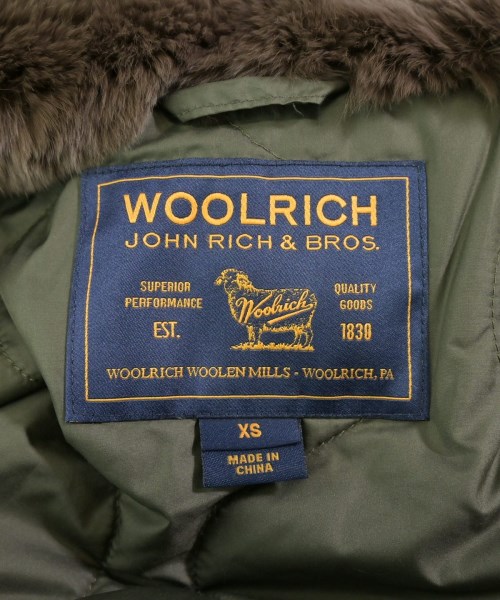 WOOLRICH
JOHN RICH & BROS.
SUPERIOR
PERFORMANCE
EST.
Woolrich
QUALITY
GOODS
1830
WOOLRICH WOOLEN MILLS - WOOLRICH, PA
XS
MADE IN
CHINA